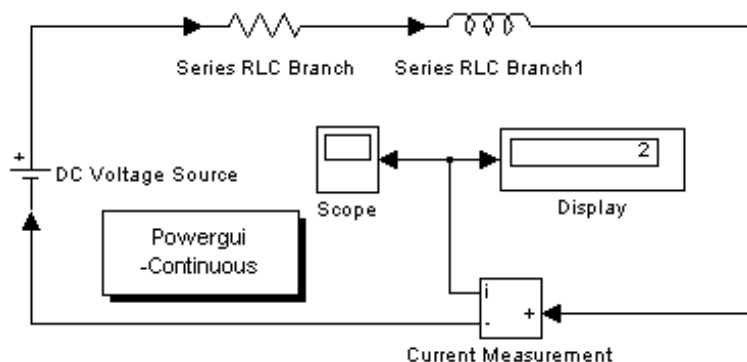 Series RLC Branch
Series RLC Branch1
+
DC Voltage Source
2
Scope
Display
Powergui
-Continuous
i
+
-
Current Measurement